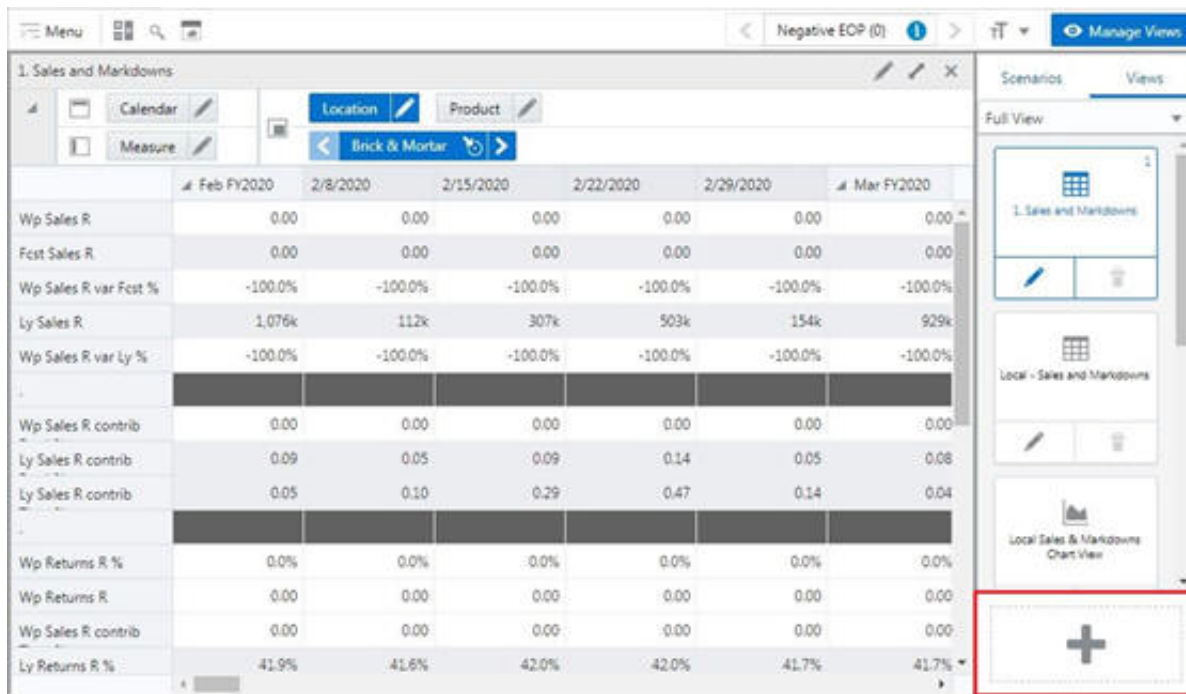 Menu Negative EOP (0) Manage Views
1. Sales and Markdowns
Scenarios Views
Calendar Location Product
Full View
Measure Brick & Mortar
Feb FY2020 2/8/2020 2/15/2020 2/22/2020 2/29/2020 Mar FY2020
1
1. Sales and Markdowns
Wp Sales R 0.00 0.00 0.00 0.00 0.00 0.00
Fcst Sales R 0.00 0.00 0.00 0.00 0.00 0.00
Wp Sales R var Fcst % -100.0% -100.0% -100.0% -100.0% -100.0% -100.0%
Ly Sales R 1,076k 112k 307k 503k 154k 929k
Wp Sales R var Ly % -100.0% -100.0% -100.0% -100.0% -100.0% -100.0%
.
Local - Sales and Markdowns
Wp Sales R contrib 0.00 0.00 0.00 0.00 0.00 0.00
Ly Sales R contrib 0.09 0.05 0.09 0.14 0.05 0.08
Ly Sales R contrib 0.05 0.10 0.29 0.47 0.14 0.04
.
Local Sales & Markdowns
Chart View
Wp Returns R % 0.0% 0.0% 0.0% 0.0% 0.0% 0.0%
Wp Returns R 0.00 0.00 0.00 0.00 0.00 0.00
Wp Sales R contrib 0.00 0.00 0.00 0.00 0.00 0.00
Ly Returns R % 41.9% 41.6% 42.0% 42.0% 41.7% 41.7%